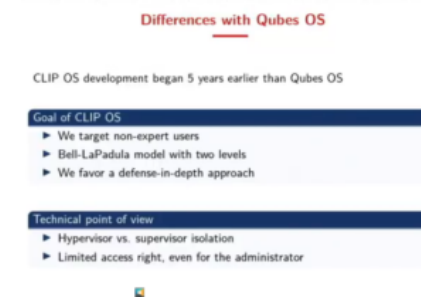 Differences with Qubes OS
CLIP OS development began 5 years earlier than Qubes OS
Goal of CLIP OS
We target non-expert users
Bell-LaPadula model with two levels
We favor a defense-in-depth approach
Technical point of view
Hypervisor vs. supervisor isolation
Limited access right, even for the administrator